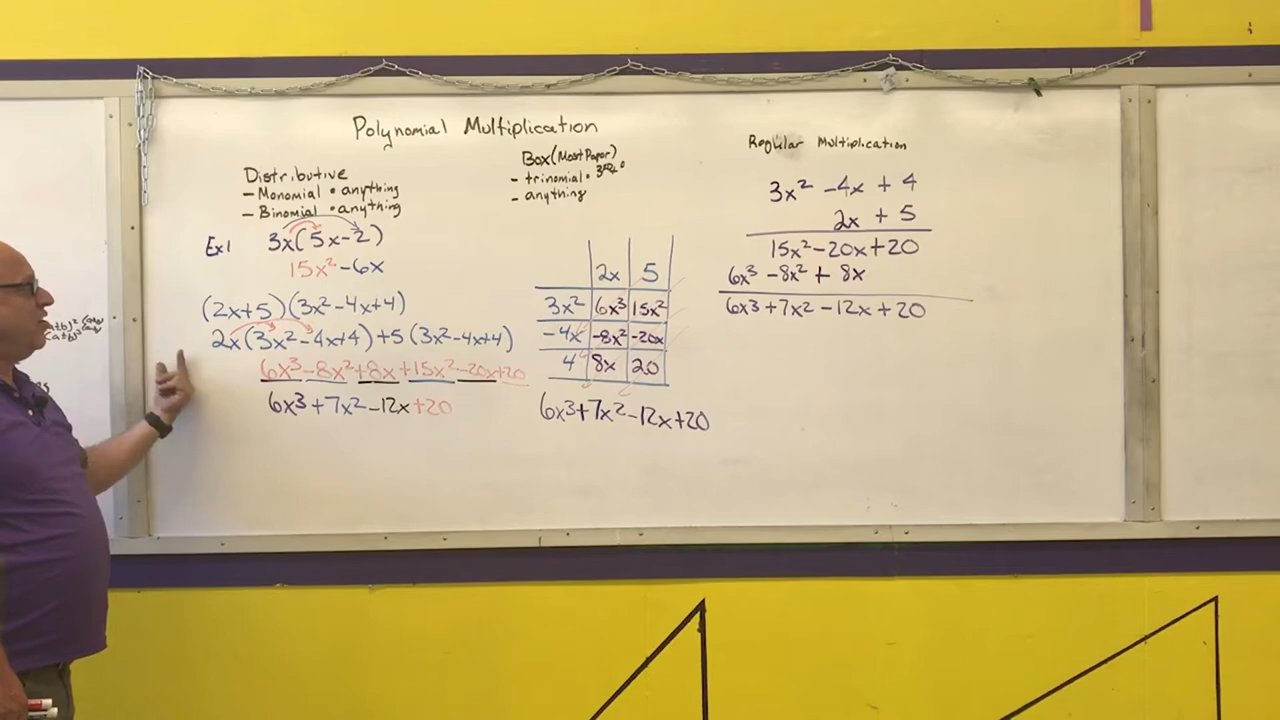 Polynomial Multiplication
Distributive
- Monomial • anything
- Binomial • anything
Ex1 3x(5x-2)
15x² -6x
(2x+5)(3x²-4x+4)
2x(3x²-4x+4)+5(3x²-4x+4)
6x³-8x²+8x+15x²-20x+20
6x³+7x²-12x+20
Box (Most Paper)
- trinomial •
- anything
2x 5
3x² 6x³ 15x²
-4x -8x² -20x
4 8x 20
6x³+7x²-12x+20
Regular Multiplication
3x² -4x + 4
2x + 5
15x²-20x+20
6x³ -8x² + 8x
6x³+7x²-12x+20
(a+b)³